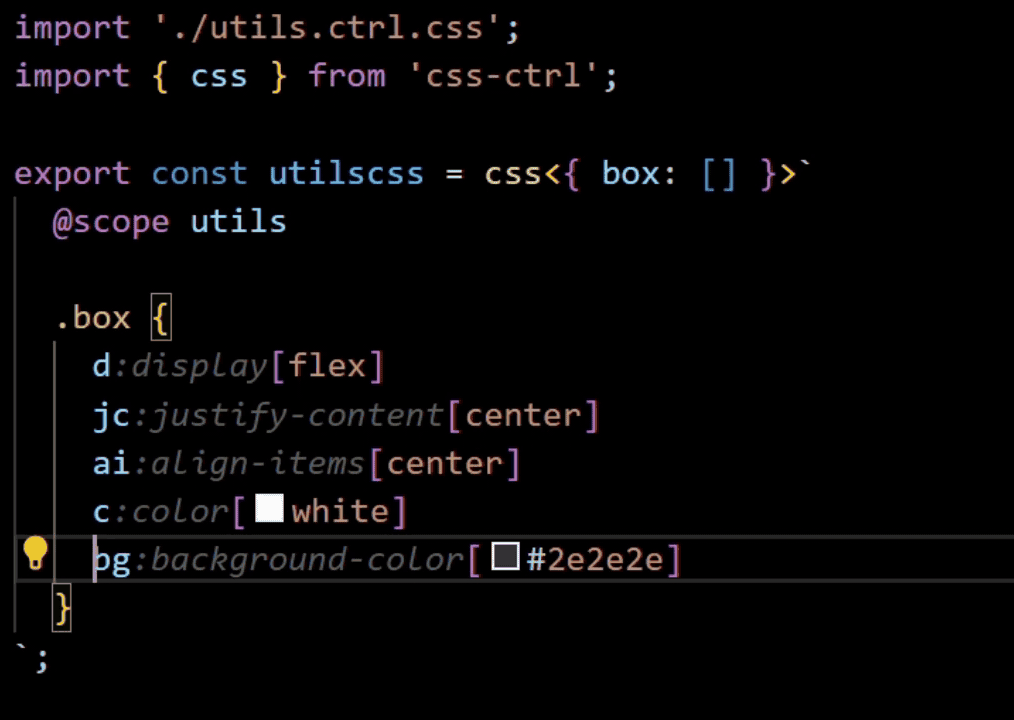 import './utils.ctrl.css';
import { css } from 'css-ctrl';
export const utilscss = css<{ box: [] }>`
@scope utils
.box {
d:display[flex]
jc:justify-content[center]
ai:align-items[center]
c:color[white]
bg:background-color[#2e2e2e]
}
`;